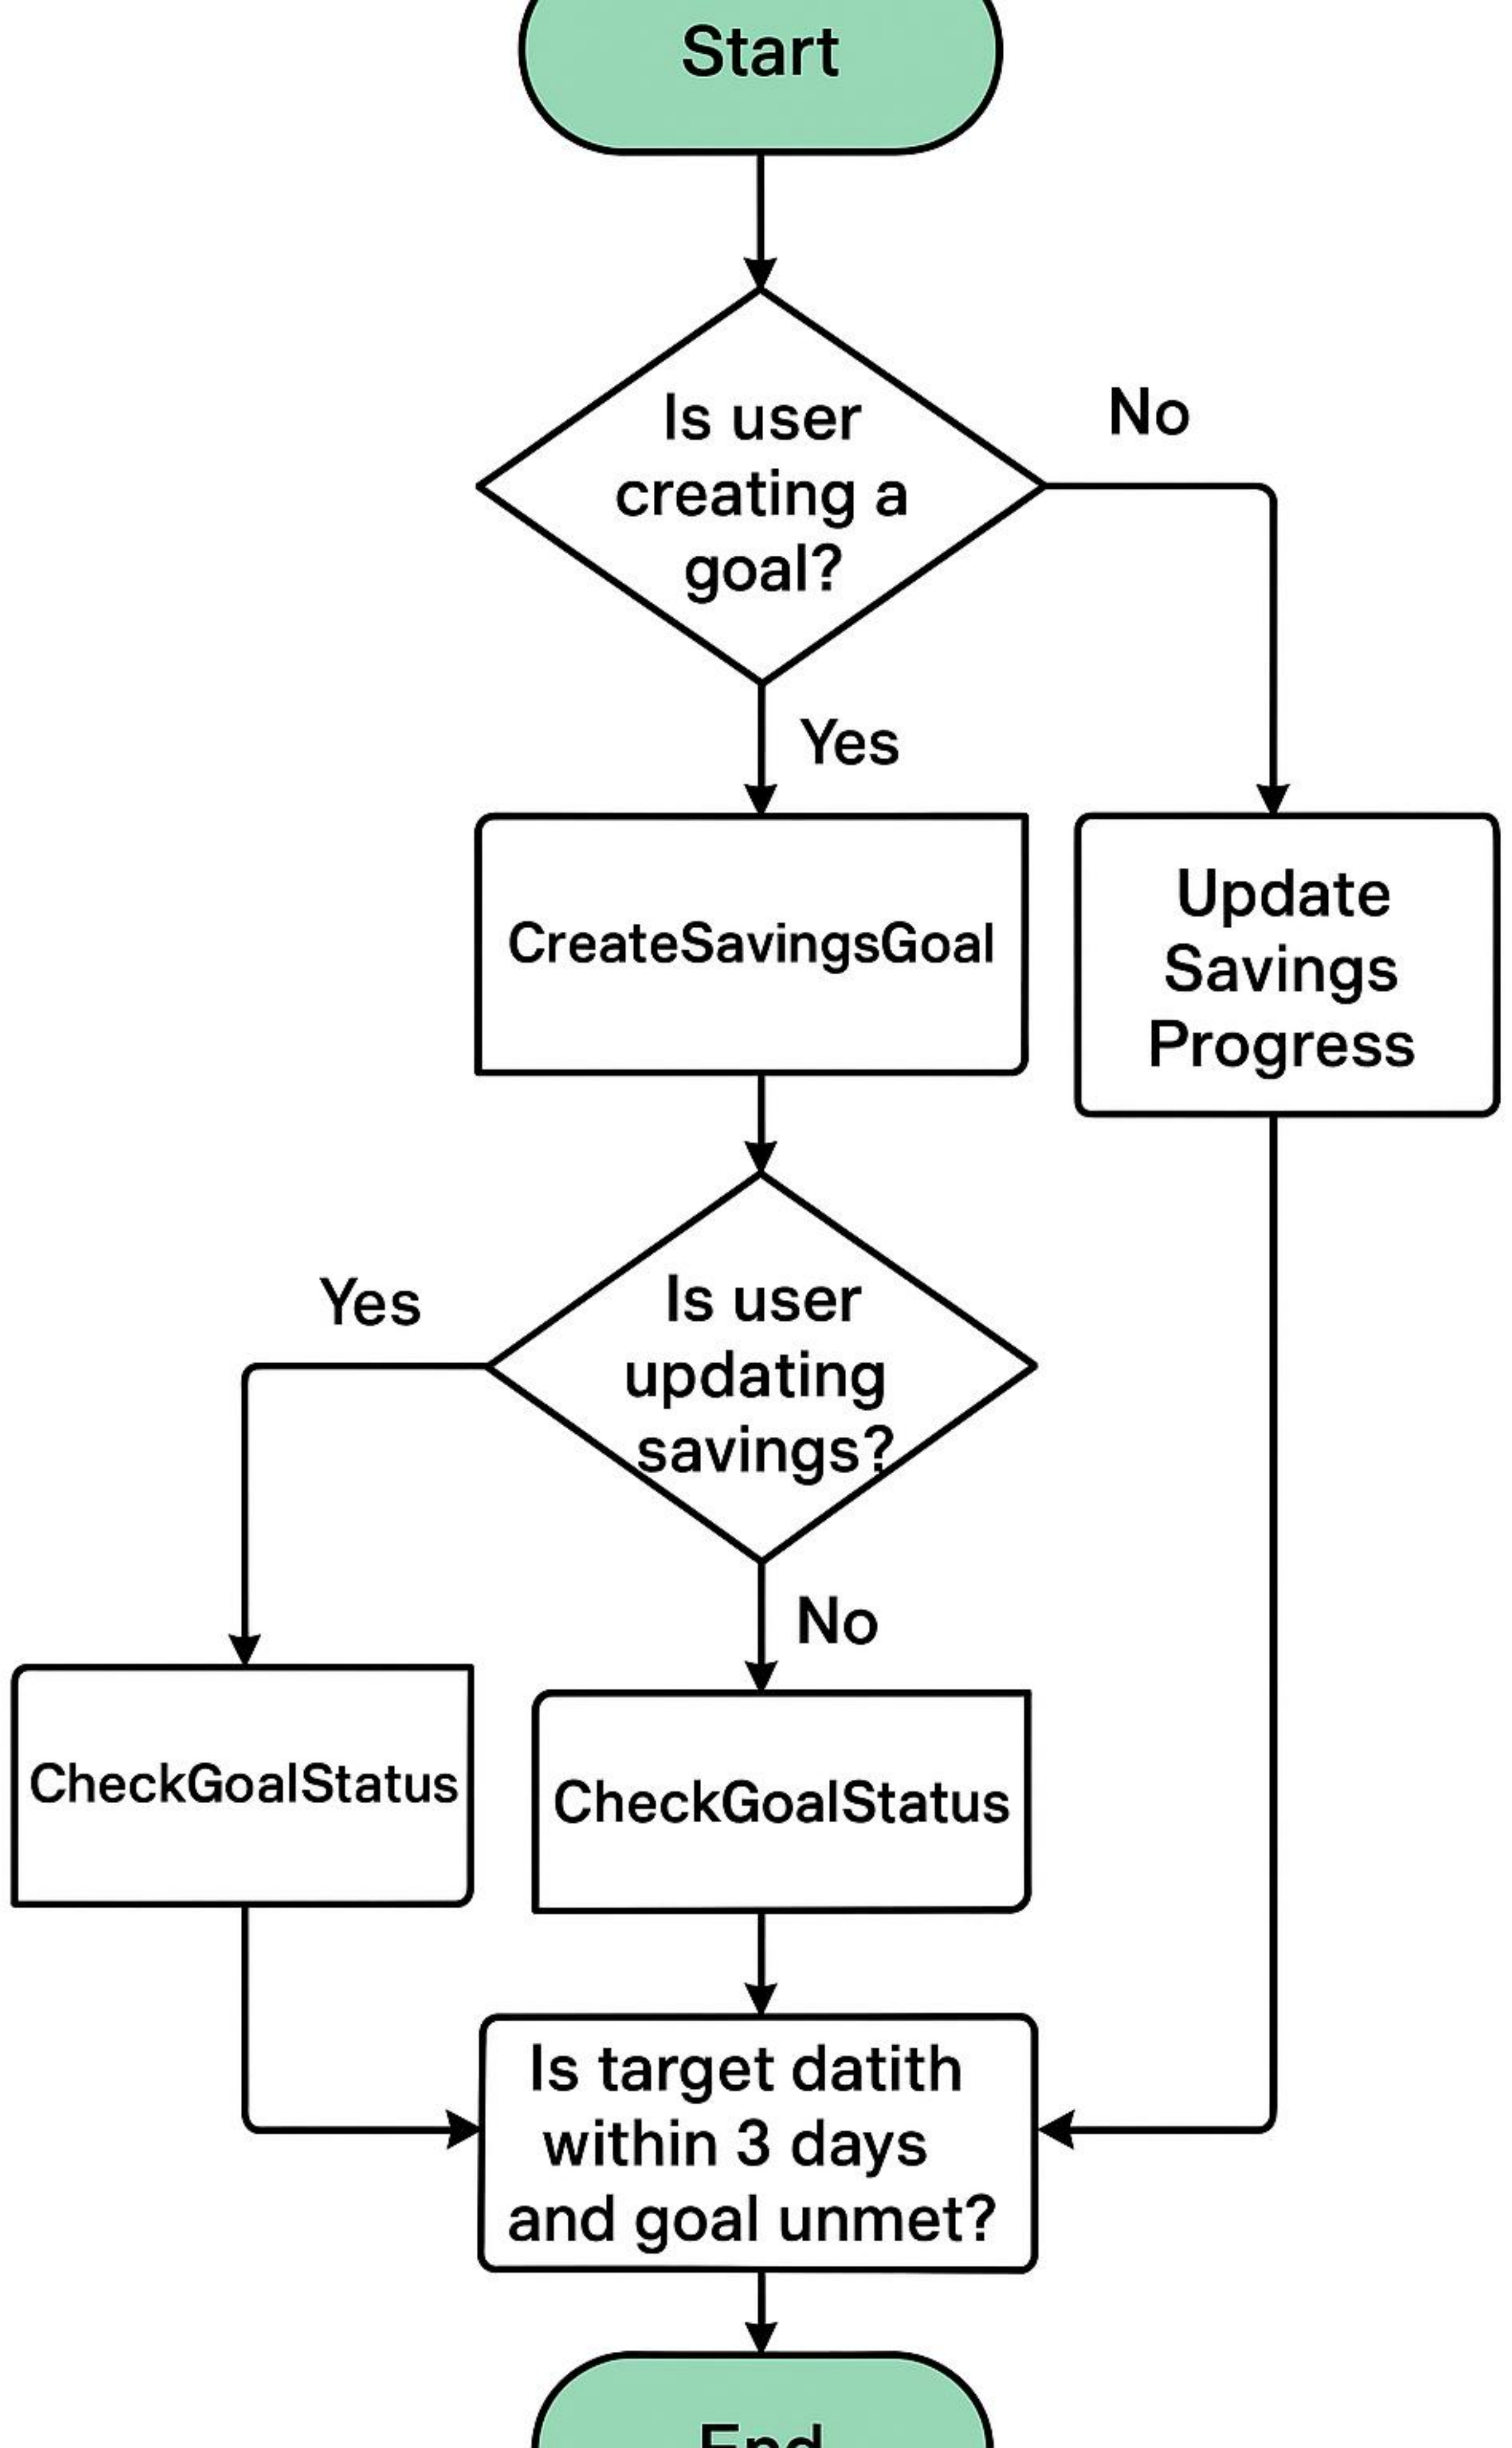 Start
Is user
creating a
goal?
No
Yes
CreateSavingsGoal
Update
Savings
Progress
Is user
updating
savings?
Yes
No
CheckGoalStatus
CheckGoalStatus
Is target datith
within 3 days
and goal unmet?
End